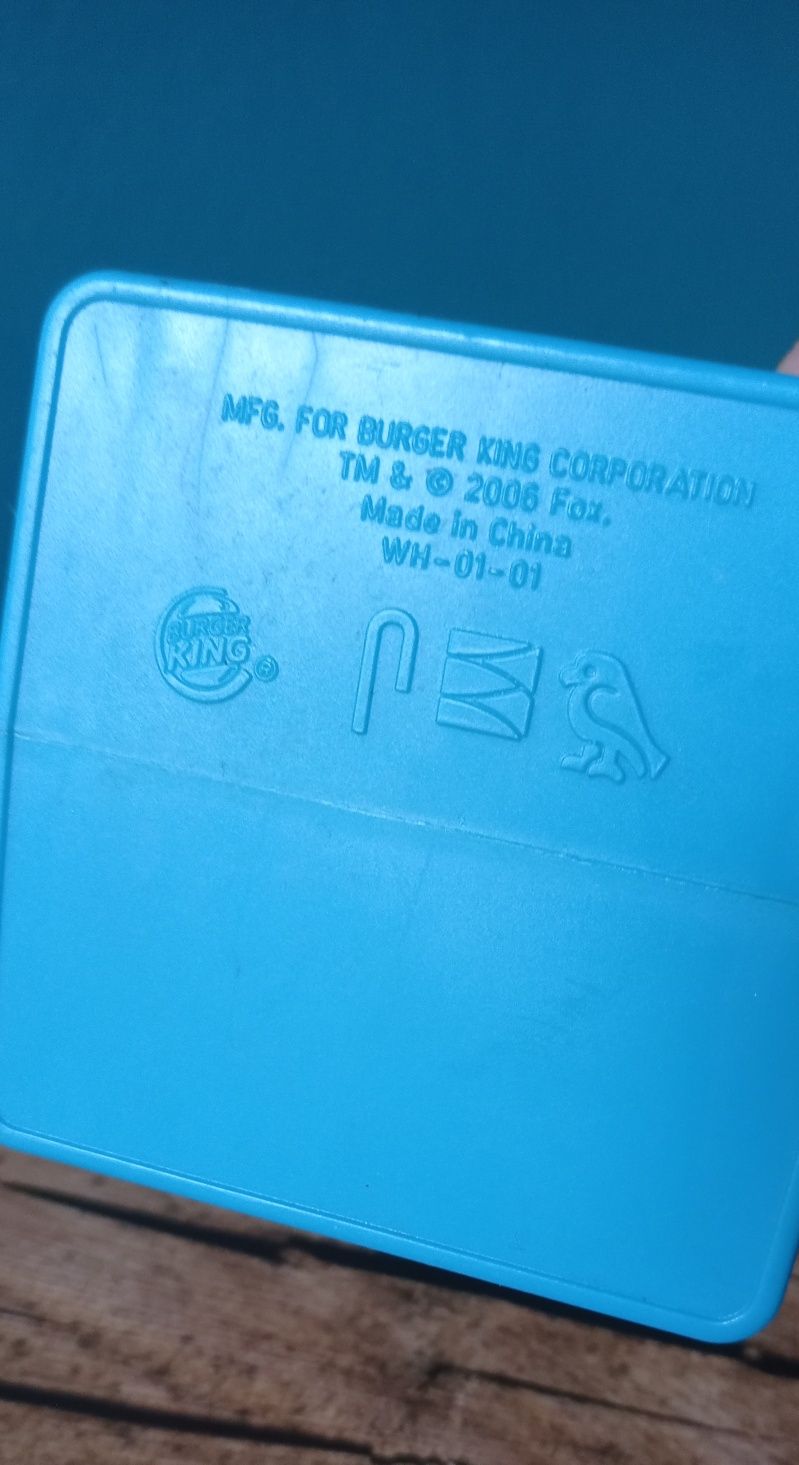 MFG. FOR BURGER KING CORPORATION
TM & © 2006 Fox.
Made in China
WH-01-01
BURGER
KING ®